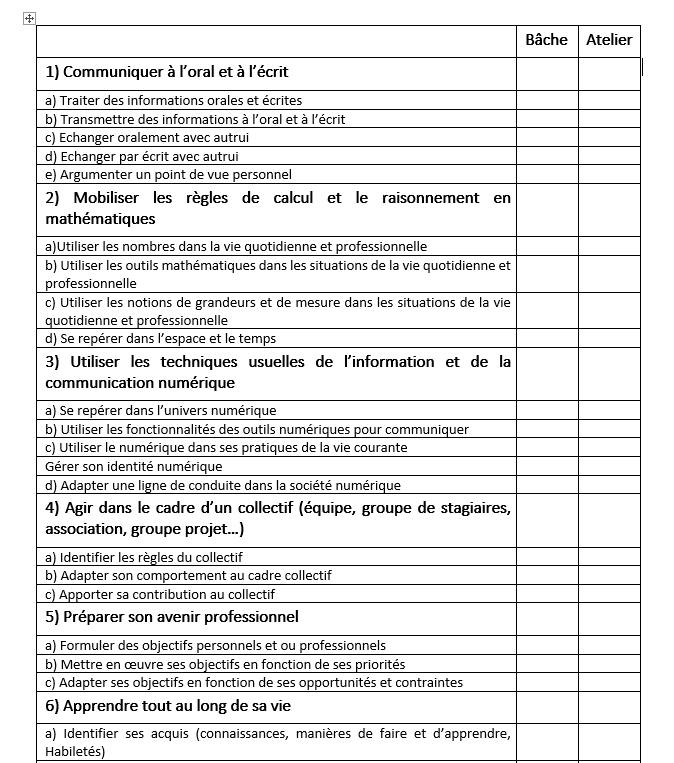 Bâche Atelier
1) Communiquer à l’oral et à l’écrit
a) Traiter des informations orales et écrites
b) Transmettre des informations à l’oral et à l’écrit
c) Echanger oralement avec autrui
d) Echanger par écrit avec autrui
e) Argumenter un point de vue personnel
2) Mobiliser les règles de calcul et le raisonnement en
mathématiques
a)Utiliser les nombres dans la vie quotidienne et professionnelle
b) Utiliser les outils mathématiques dans les situations de la vie quotidienne et
professionnelle
c) Utiliser les notions de grandeurs et de mesure dans les situations de la vie
quotidienne et professionnelle
d) Se repérer dans l’espace et le temps
3) Utiliser les techniques usuelles de l’information et de la
communication numérique
a) Se repérer dans l’univers numérique
b) Utiliser les fonctionnalités des outils numériques pour communiquer
c) Utiliser le numérique dans ses pratiques de la vie courante
Gérer son identité numérique
d) Adapter une ligne de conduite dans la société numérique
4) Agir dans le cadre d’un collectif (équipe, groupe de stagiaires,
association, groupe projet…)
a) Identifier les règles du collectif
b) Adapter son comportement au cadre collectif
c) Apporter sa contribution au collectif
5) Préparer son avenir professionnel
a) Formuler des objectifs personnels et ou professionnels
b) Mettre en œuvre ses objectifs en fonction de ses priorités
c) Adapter ses objectifs en fonction de ses opportunités et contraintes
6) Apprendre tout au long de sa vie
a) Identifier ses acquis (connaissances, manières de faire et d’apprendre,
Habiletés)